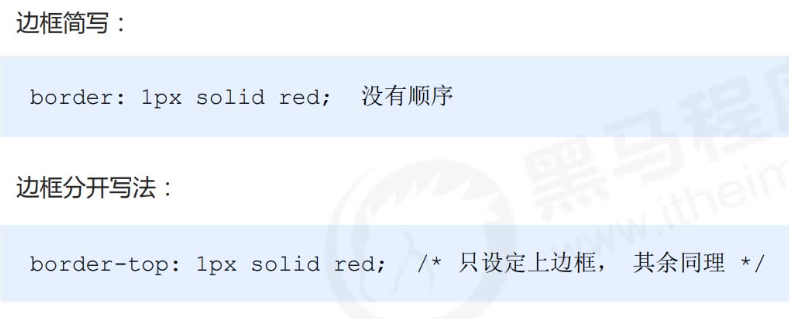 边框简写：
border: 1px solid red;  没有顺序
黑马程
www.itheim
边框分开写法：
border-top: 1px solid red;  /* 只设定上边框， 其余同理 */